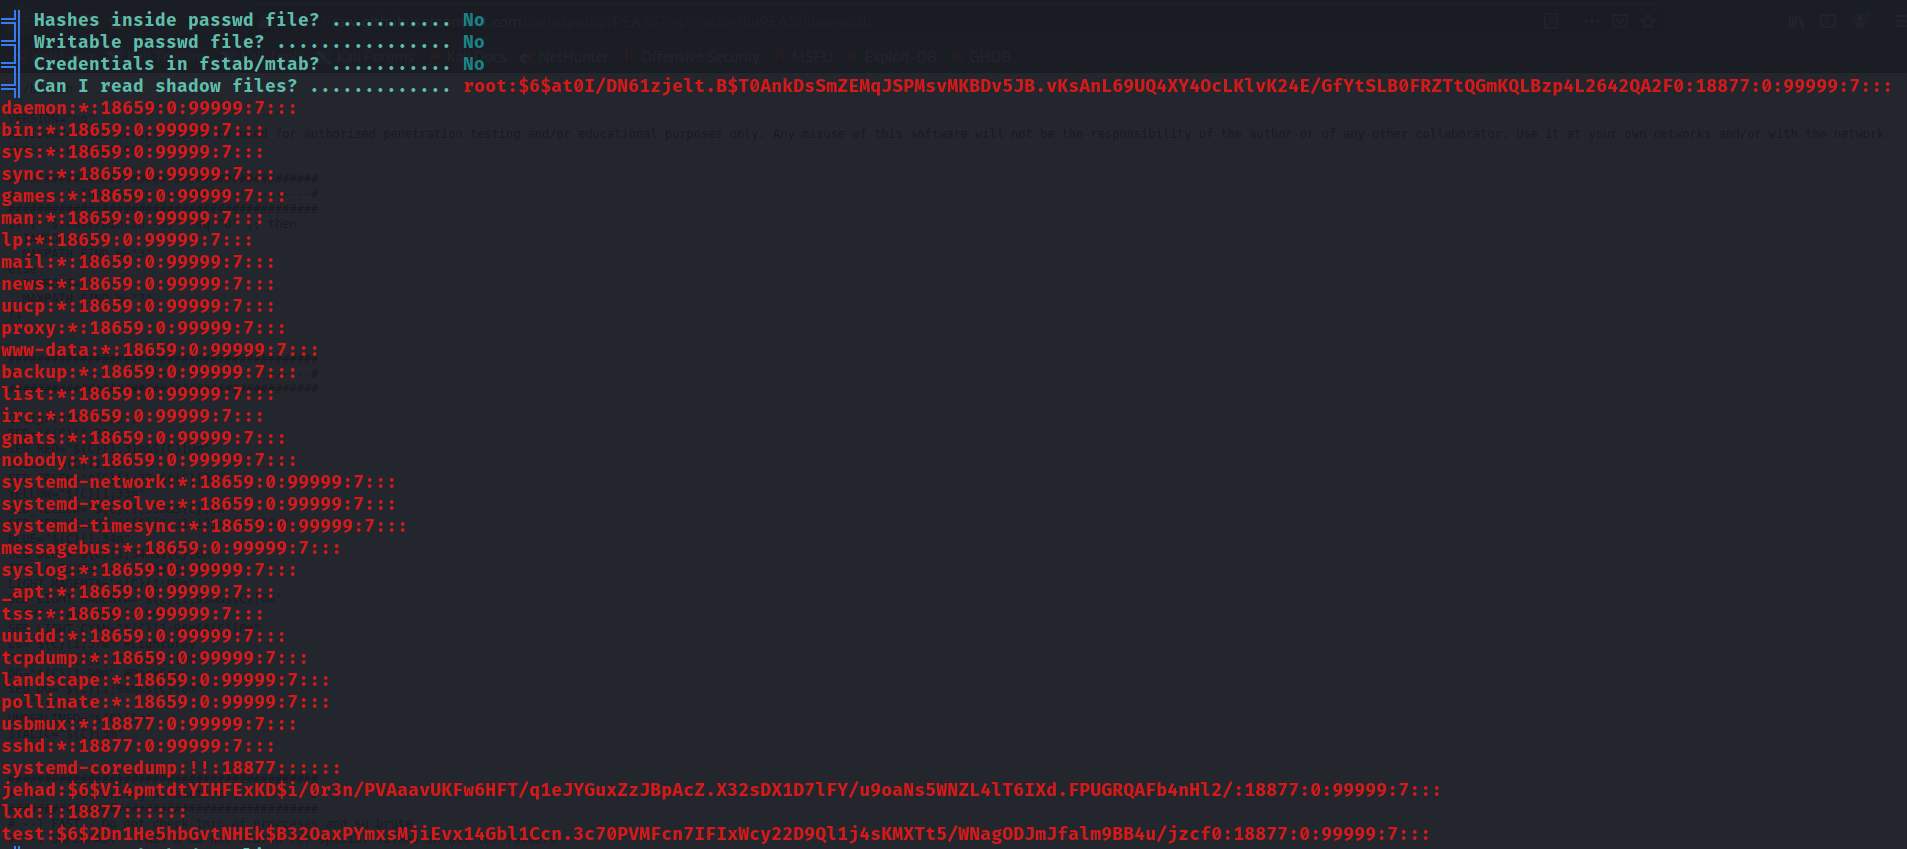 Hashes inside passwd file? ........... No
Writable passwd file? ................ No
Credentials in fstab/mtab? ........... No
Can I read shadow files? ............. root:$6$at0I/DN61zjelt.B$T0AnkDsSmZEMqJSPMsvMKBDv5JB.vKsAnL69UQ4XY4OcLKlvK24E/GfYtSLB0FRZTtQGmKQLBzp4L2642QA2F0:18877:0:99999:7:::
daemon:*:18659:0:99999:7:::
bin:*:18659:0:99999:7:::
sys:*:18659:0:99999:7:::
sync:*:18659:0:99999:7:::
games:*:18659:0:99999:7:::
man:*:18659:0:99999:7:::
lp:*:18659:0:99999:7:::
mail:*:18659:0:99999:7:::
news:*:18659:0:99999:7:::
uucp:*:18659:0:99999:7:::
proxy:*:18659:0:99999:7:::
www-data:*:18659:0:99999:7:::
backup:*:18659:0:99999:7:::
list:*:18659:0:99999:7:::
irc:*:18659:0:99999:7:::
gnats:*:18659:0:99999:7:::
nobody:*:18659:0:99999:7:::
systemd-network:*:18659:0:99999:7:::
systemd-resolve:*:18659:0:99999:7:::
systemd-timesync:*:18659:0:99999:7:::
messagebus:*:18659:0:99999:7:::
syslog:*:18659:0:99999:7:::
_apt:*:18659:0:99999:7:::
tss:*:18659:0:99999:7:::
uuidd:*:18659:0:99999:7:::
tcpdump:*:18659:0:99999:7:::
landscape:*:18659:0:99999:7:::
pollinate:*:18659:0:99999:7:::
usbmux:*:18877:0:99999:7:::
sshd:*:18877:0:99999:7:::
systemd-coredump:!!:18877::::::
jehad:$6$Vi4pmtdtYIHFExKD$i/0r3n/PVAaavUKFw6HFT/q1eJYGuxZzJBpAcZ.X32sDX1D7lFY/u9oaNs5WNZL4lT6IXd.FPUGRQAFb4nHl2/:18877:0:99999:7:::
lxd:!:18877::::::
test:$6$2Dn1He5hbGvtNHEk$B32OaxPYmxsMjiEvx14Gbl1Ccn.3c70PVMFcn7IFIxWcy22D9Ql1j4sKMXTt5/WNagODJmJfalm9BB4u/jzcf0:18877:0:99999:7:::